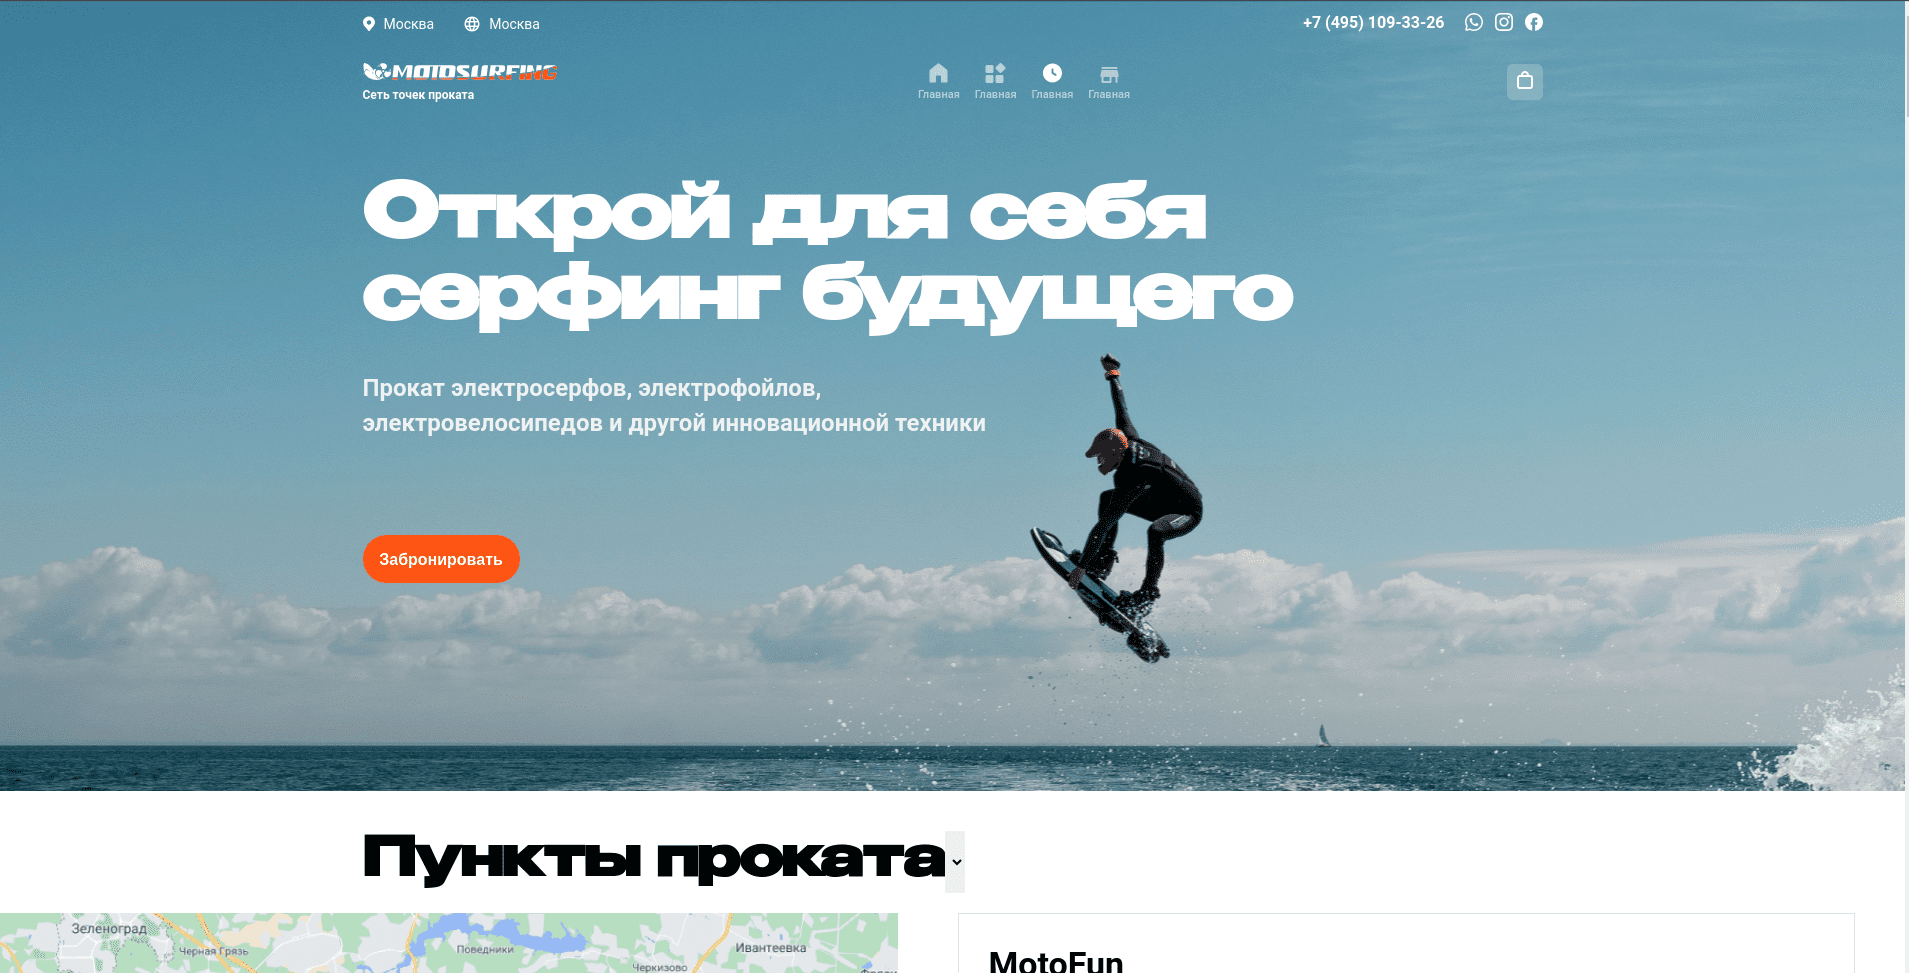 Москва
Москва
+7 (495) 109-33-26
MOTOSURFING
Сеть точек проката
Главная
Главная
Главная
Главная
Открой для себя
серфинг будущего
Прокат электросерфов, электрофойлов,
электровелосипедов и другой инновационной техники
Забронировать
Пункты проката
Зеленоград
Черная Грязь
Поведники
Ивантеевка
Черкизово
MotoFun